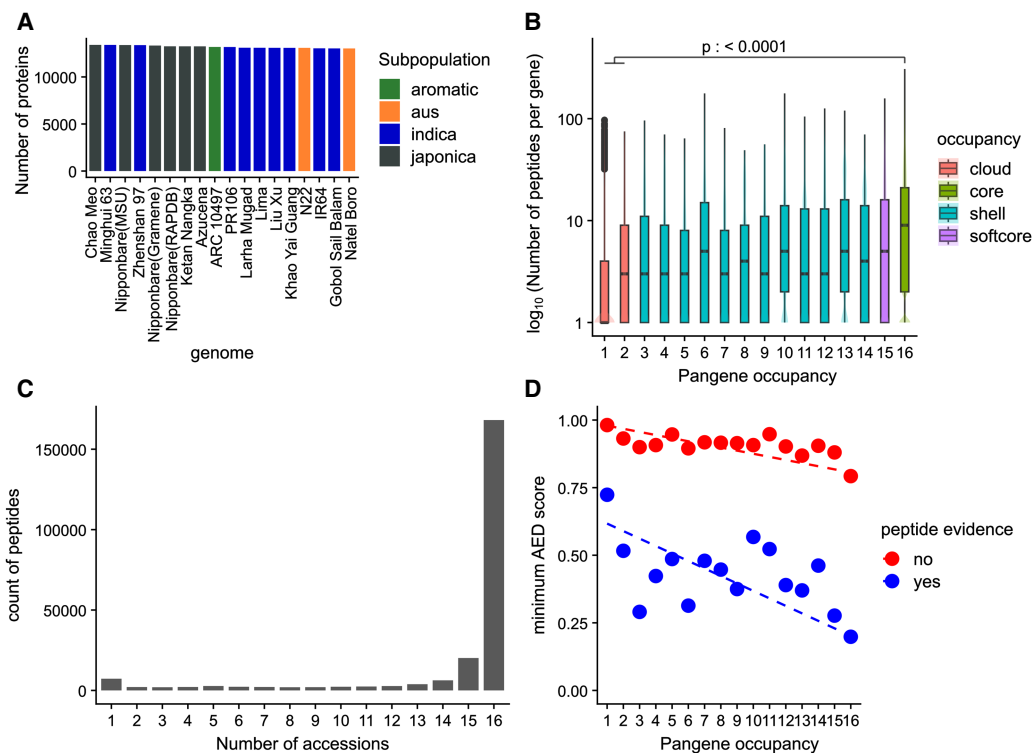 A
Number of proteins
10000
5000
0
Chao Meo
Minghui 63
Nipponbare(MSU)
Zhenshan 97
Nipponbare(Gramene)
Nipponbare(RAPDB)
Ketan Nangka
Azucena
ARC 10497
PR106
Larha Mugad
Lima
Liu Xu
Khao Yai Guang
N22
IR64
Gobol Sail Balam
Natel Boro
genome
Subpopulation
aromatic
aus
indica
japonica
B
log₁₀ (Number of peptides per gene)
100
10
1
p : < 0.0001
1 2 3 4 5 6 7 8 9 10 11 12 13 14 15 16
Pangene occupancy
occupancy
cloud
core
shell
softcore
C
count of peptides
150000
100000
50000
0
1 2 3 4 5 6 7 8 9 10 11 12 13 14 15 16
Number of accessions
D
minimum AED score
1.00
0.75
0.50
0.25
0.00
1 2 3 4 5 6 7 8 9 10 11 12 13 14 15 16
Pangene occupancy
peptide evidence
no
yes